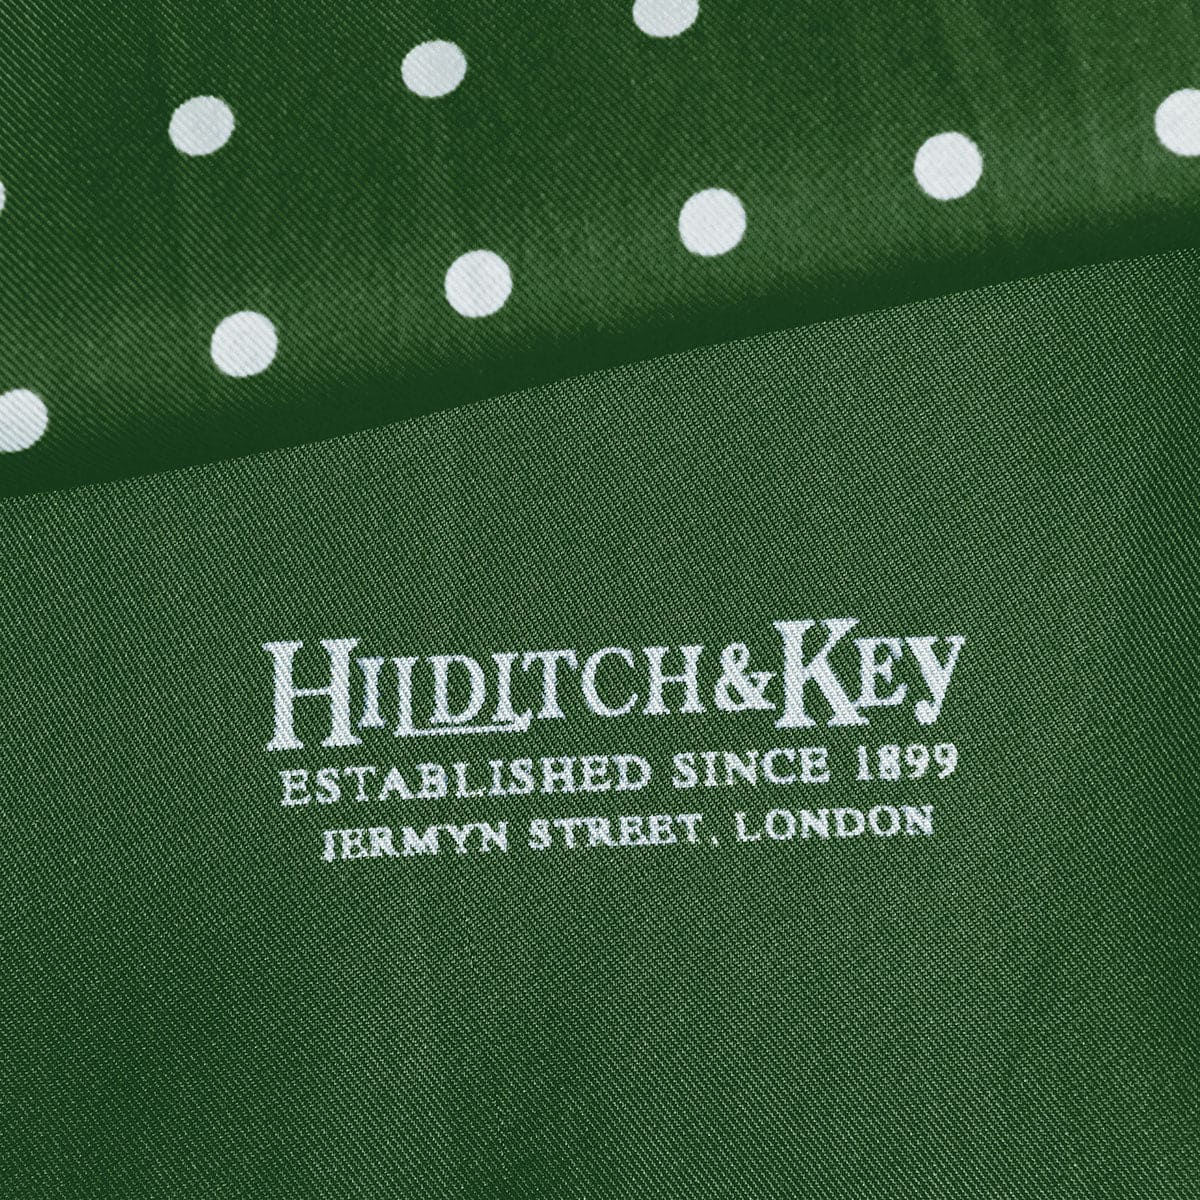 HILDITCH & KEY
ESTABLISHED SINCE 1899
JERMYN STREET, LONDON